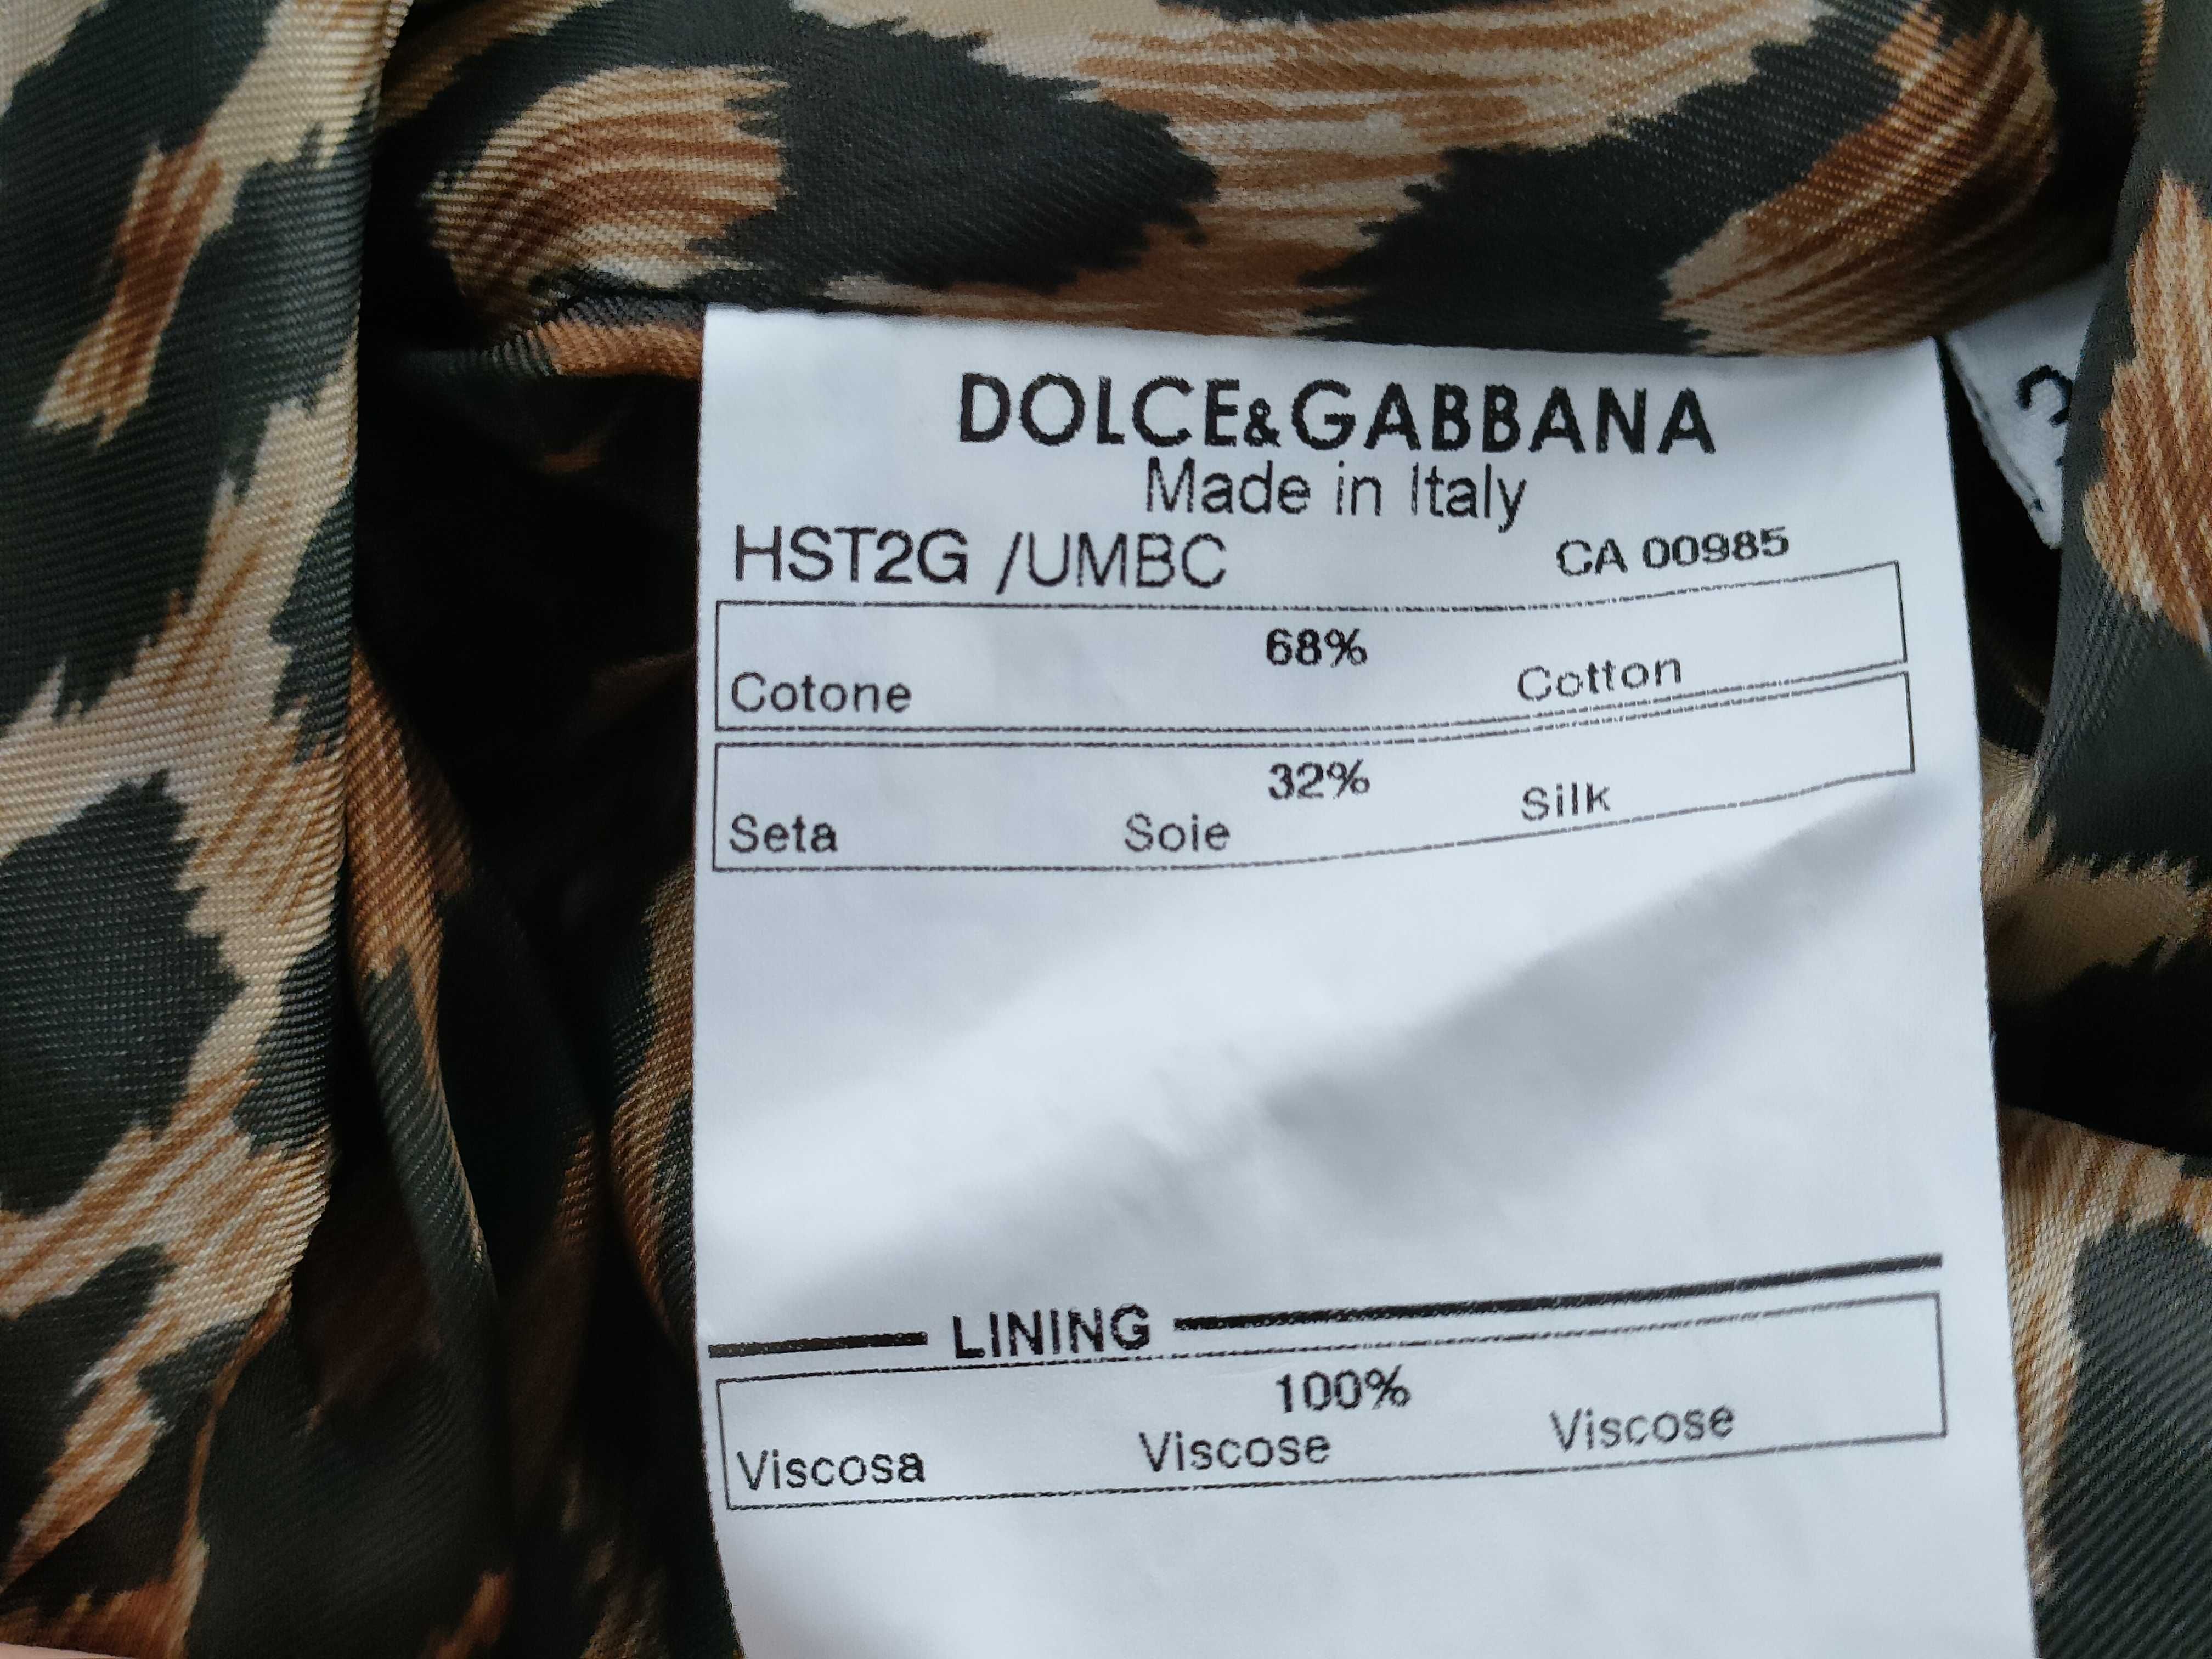 DOLCE&GABBANA
Made in Italy
HST2G /UMBC CA 00985
68%
Cotone Cotton
32%
Seta Soie Silk
LINING
100%
Viscosa Viscose Viscose